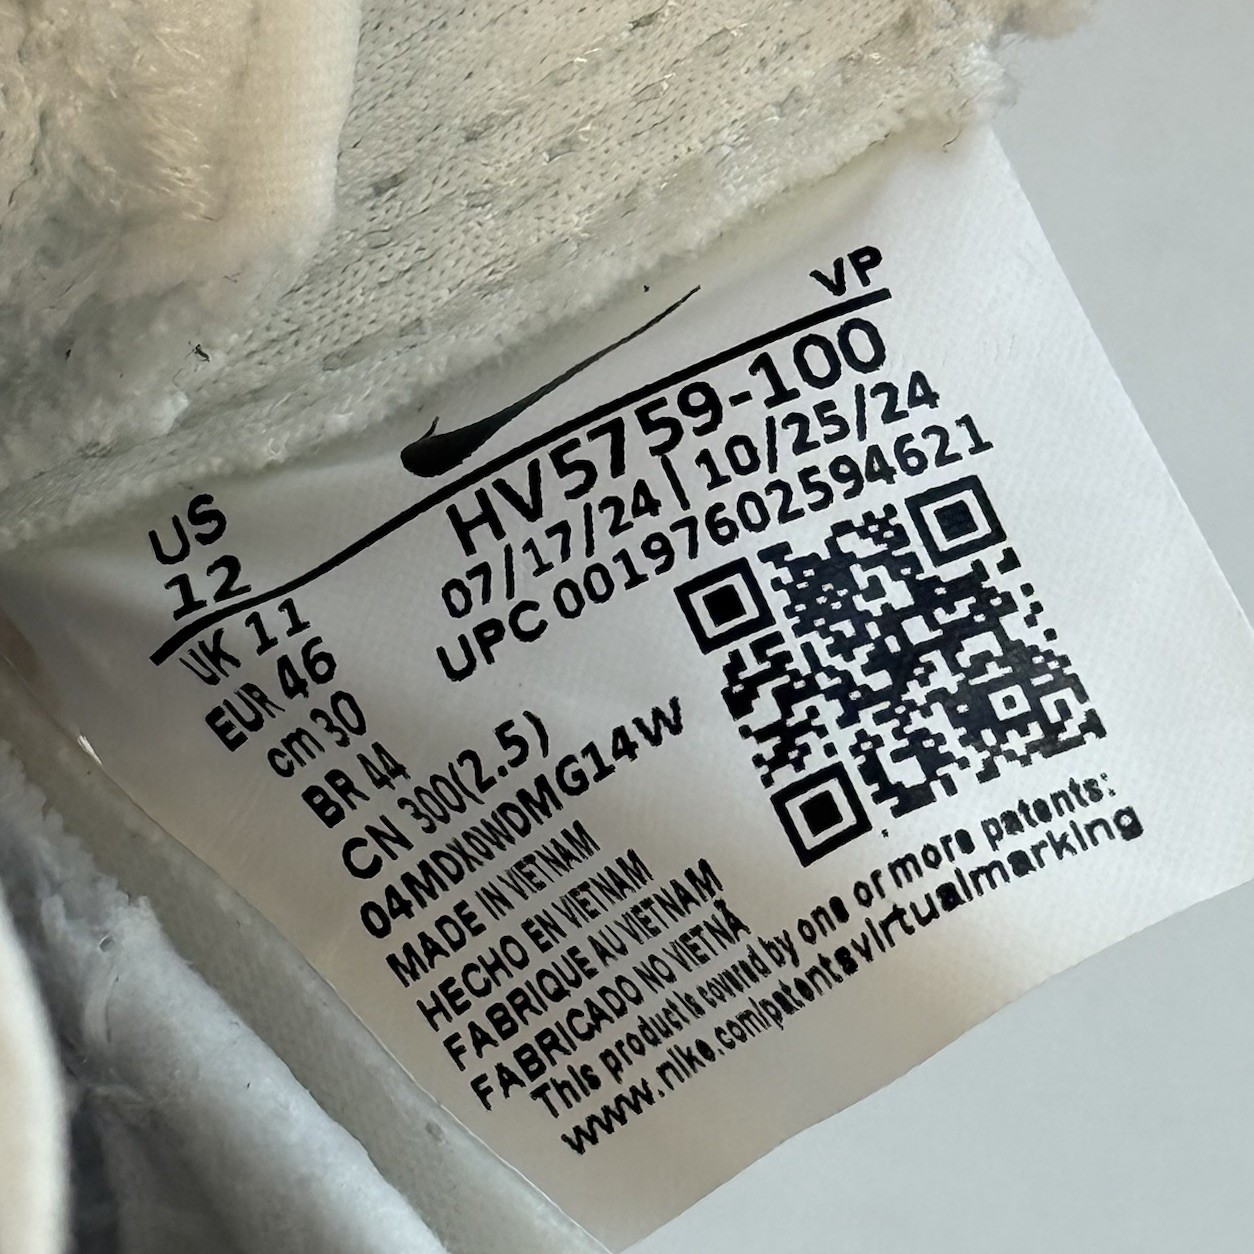 VP
US
12
UK 11
EUR 46
cm 30
BR 44
CN 300(2.5)
HV5759-100
07/17/24 | 10/25/24
UPC 00197602594621
04MDX0WDMG14W
MADE IN VIETNAM
HECHO EN VIETNAM
FABRIQUE AU VIETNAM
FABRICADO NO VIETNÃ
This product is covered by one or more patents:
www.nike.com/patentsvirtualmarking